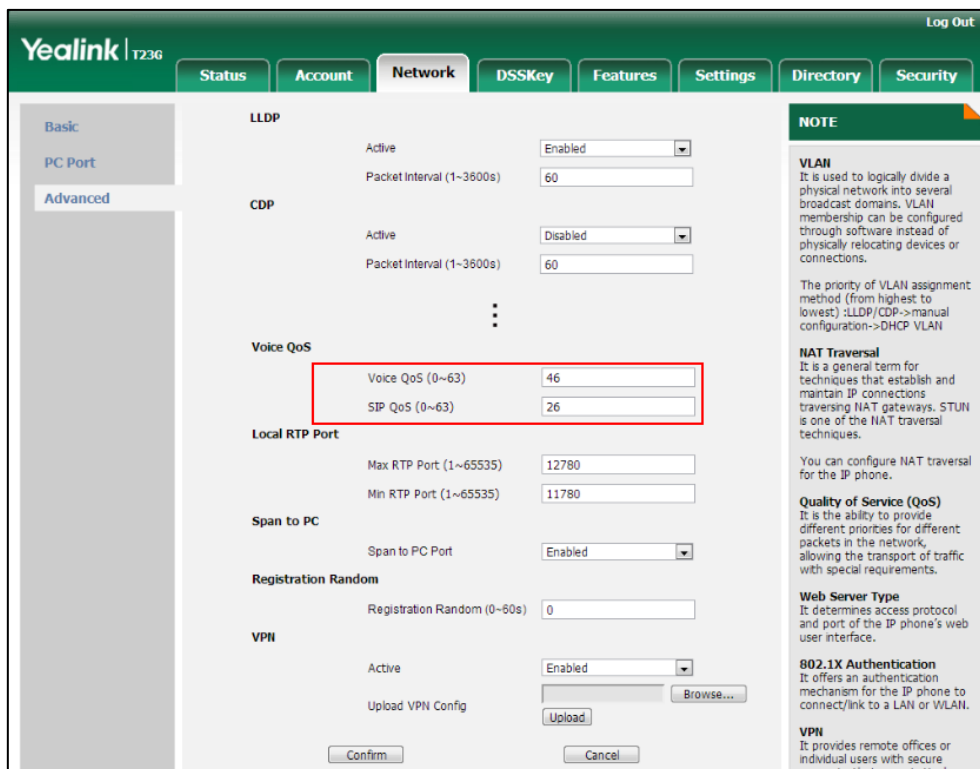 Log Out
Yealink | T23G
Status Account Network DSSKey Features Settings Directory Security
Basic
PC Port
Advanced
LLDP
Active Enabled
Packet Interval (1~3600s) 60
CDP
Active Disabled
Packet Interval (1~3600s) 60
Voice QoS
Voice QoS (0~63) 46
SIP QoS (0~63) 26
Local RTP Port
Max RTP Port (1~65535) 12780
Min RTP Port (1~65535) 11780
Span to PC
Span to PC Port Enabled
Registration Random
Registration Random (0~60s) 0
VPN
Active Enabled
Upload VPN Config Browse...
Upload
Confirm Cancel
NOTE
VLAN
It is used to logically divide a
physical network into several
broadcast domains. VLAN
membership can be configured
through software instead of
physically relocating devices or
connections.
The priority of VLAN assignment
method (from highest to
lowest) :LLDP/CDP->manual
configuration->DHCP VLAN
NAT Traversal
It is a general term for
techniques that establish and
maintain IP connections
traversing NAT gateways. STUN
is one of the NAT traversal
techniques.
You can configure NAT traversal
for the IP phone.
Quality of Service (QoS)
It is the ability to provide
different priorities for different
packets in the network,
allowing the transport of traffic
with special requirements.
Web Server Type
It determines access protocol
and port of the IP phone's web
user interface.
802.1X Authentication
It offers an authentication
mechanism for the IP phone to
connect/link to a LAN or WLAN.
VPN
It provides remote offices or
individual users with secure